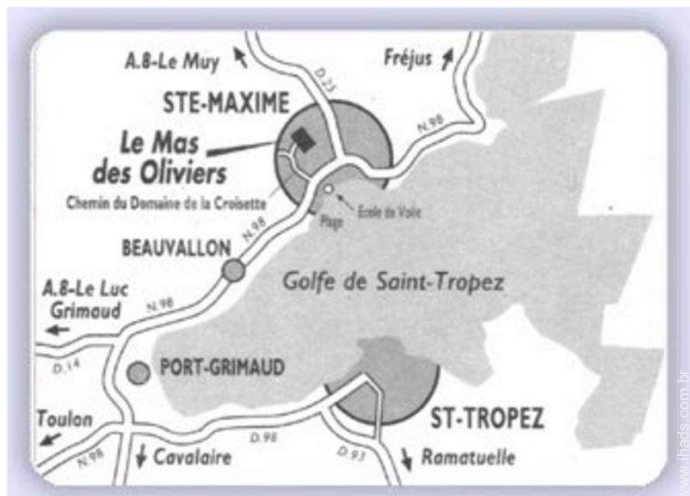 A.8-Le Muy
Fréjus
D.25
STE-MAXIME
N.98
Le Mas
des Oliviers
Chemin du Domaine de la Croisette
École de Voile
Plage
N.98
BEAUVALLON
Golfe de Saint-Tropez
A.8-Le Luc
Grimaud
N.98
D.14
PORT-GRIMAUD
Toulon
ST-TROPEZ
D.98
N.98
Cavalaire
D.93
Ramatuelle
www.ihads.com.br